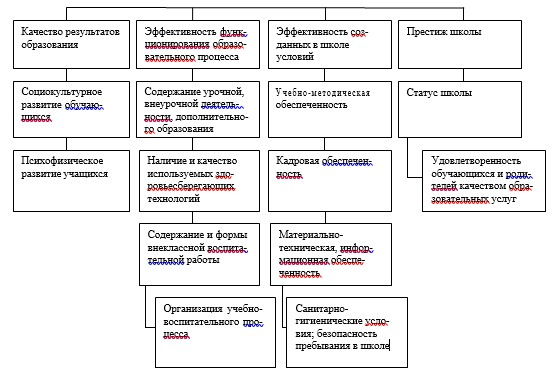 Качество результатов
образования
Эффективность функ-
ционирования образо-
вательного процесса
Эффективность соз-
данных в школе
условий
Престиж школы
Социокультурное
развитие обучаю-
щихся
Содержание урочной,
внеурочной деятель-
ности, дополнительно-
го образования
Учебно-методическая
обеспеченность
Статус школы
Психофизическое
развитие учащихся
Наличие и качество
используемых здо-
ровьесберегающих
технологий
Кадровая обеспечен-
ность
Удовлетворенность
обучающихся и роди-
телей качеством обра-
зовательных услуг
Содержание и формы
внеклассной воспита-
тельной работы
Материально-
техническая, инфор-
мационная обеспе-
ченность
Организация учебно-
воспитательного про-
цесса
Санитарно-
гигиенические усло-
вия; безопасность
пребывания в школе